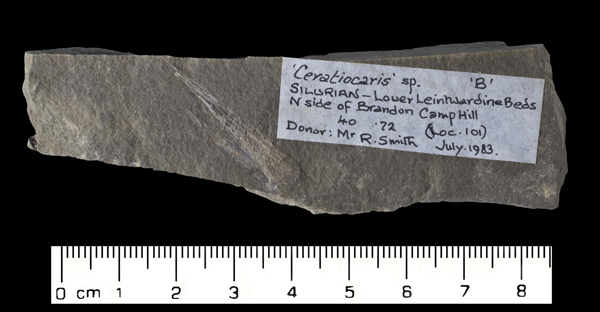 'Ceratiocaris' sp. 'B'
SILURIAN - Lower Leintwardine Beds
N side of Brandon Camp Hill
40 .72 (Loc. 101)
Donor: Mr R. Smith July. 1983.
0 cm 1 2 3 4 5 6 7 8